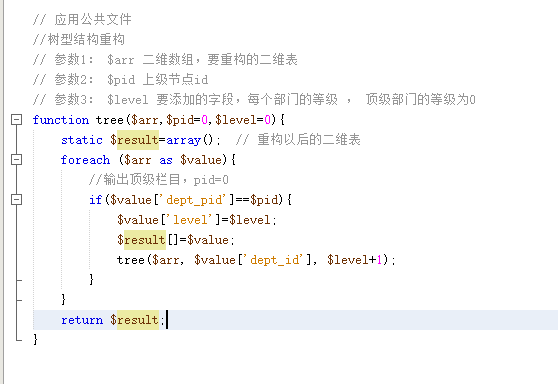 // 应用公共文件
//树型结构重构
// 参数1： $arr 二维数组，要重构的二维表
// 参数2： $pid 上级节点id
// 参数3： $level 要添加的字段，每个部门的等级 ， 顶级部门的等级为0
function tree($arr,$pid=0,$level=0){
static $result=array(); // 重构以后的二维表
foreach ($arr as $value){
//输出顶级栏目，pid=0
if($value['dept_pid']==$pid){
$value['level']=$level;
$result[]=$value;
tree($arr, $value['dept_id'], $level+1);
}
}
return $result;
}